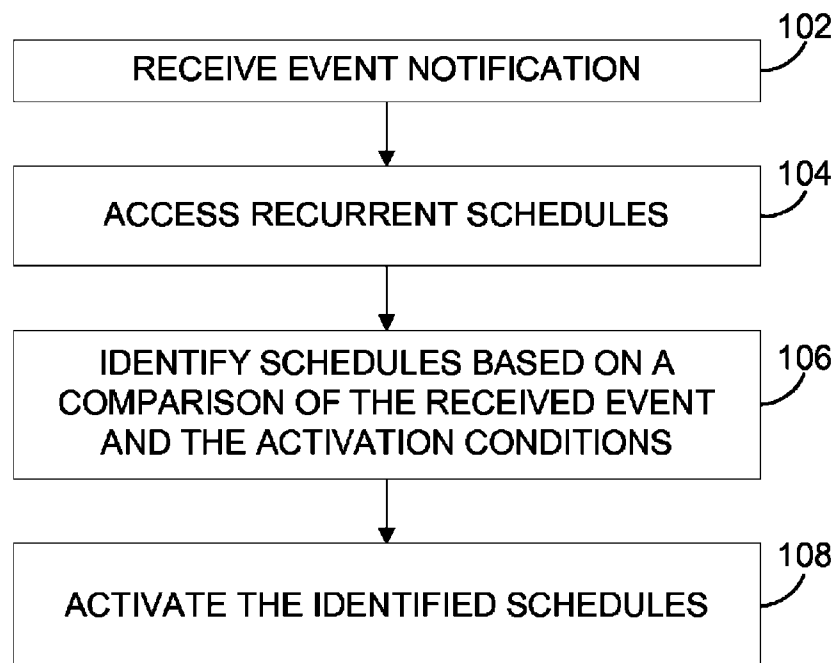 102
RECEIVE EVENT NOTIFICATION
104
ACCESS RECURRENT SCHEDULES
106
IDENTIFY SCHEDULES BASED ON A
COMPARISON OF THE RECEIVED EVENT
AND THE ACTIVATION CONDITIONS
108
ACTIVATE THE IDENTIFIED SCHEDULES